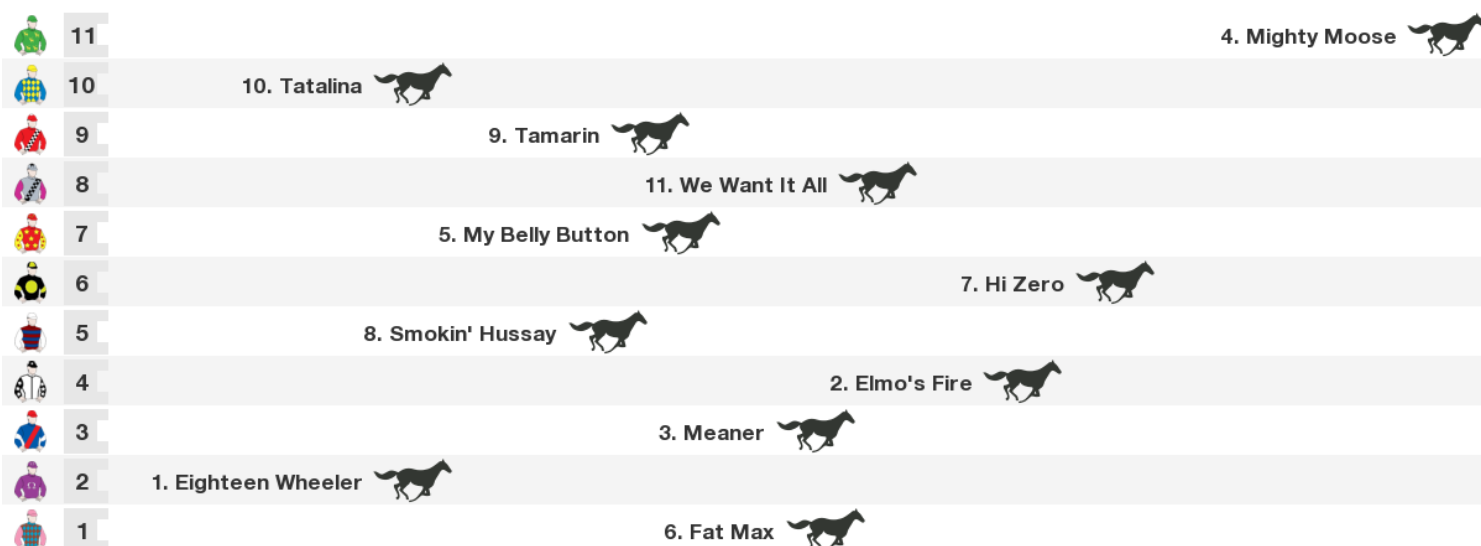 11 4. Mighty Moose
10 10. Tatalina
9 9. Tamarin
8 11. We Want It All
7 5. My Belly Button
6 7. Hi Zero
5 8. Smokin' Hussay
4 2. Elmo's Fire
3 3. Meaner
2 1. Eighteen Wheeler
1 6. Fat Max